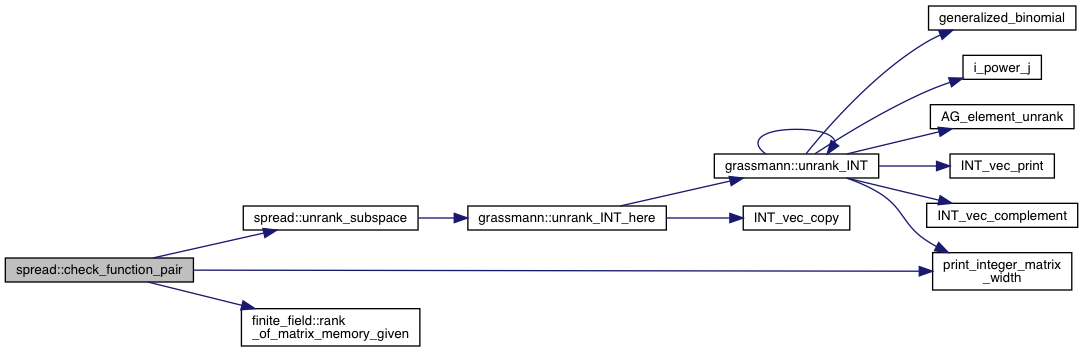 generalized_binomial
i_power_j
AG_element_unrank
grassmann::unrank_INT
INT_vec_print
spread::unrank_subspace
grassmann::unrank_INT_here
INT_vec_copy
INT_vec_complement
spread::check_function_pair
print_integer_matrix
_width
finite_field::rank
_of_matrix_memory_given